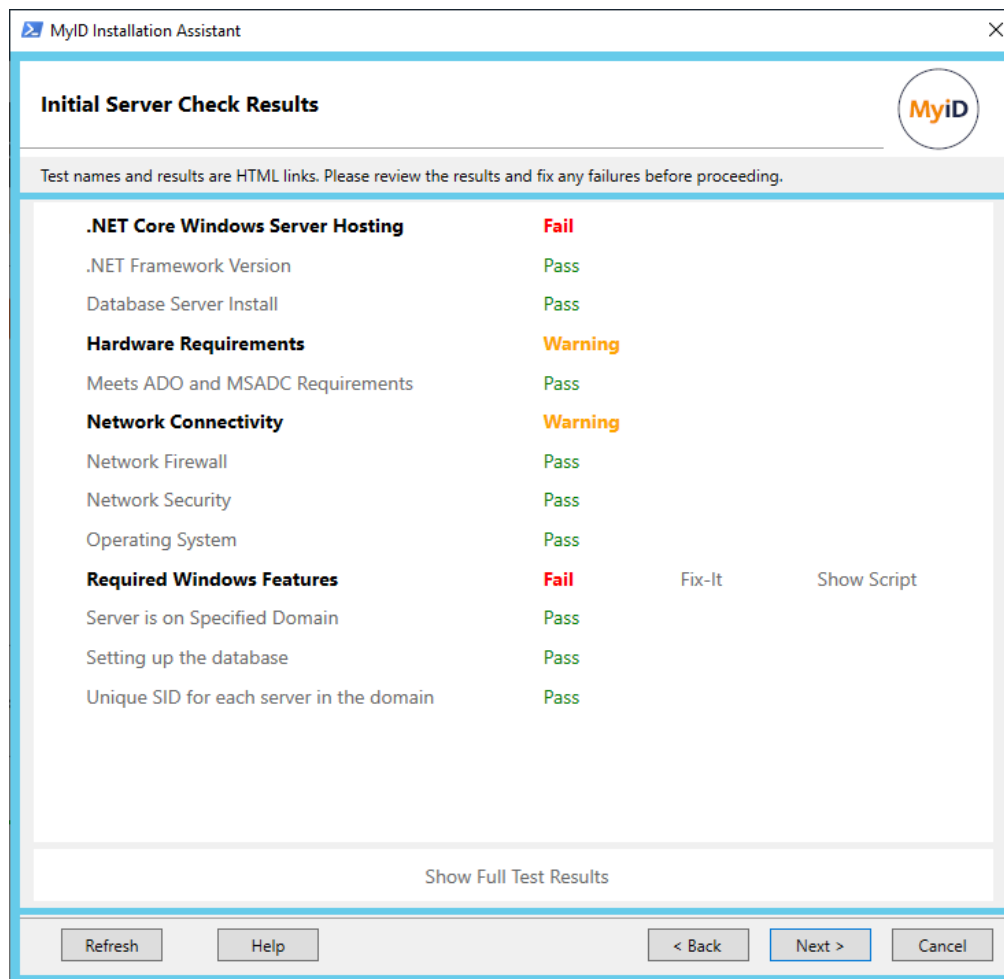 MyID Installation Assistant
Initial Server Check Results
MyiD
Test names and results are HTML links. Please review the results and fix any failures before proceeding.
.NET Core Windows Server Hosting Fail
.NET Framework Version Pass
Database Server Install Pass
Hardware Requirements Warning
Meets ADO and MSADC Requirements Pass
Network Connectivity Warning
Network Firewall Pass
Network Security Pass
Operating System Pass
Required Windows Features Fail Fix-It Show Script
Server is on Specified Domain Pass
Setting up the database Pass
Unique SID for each server in the domain Pass
Show Full Test Results
Refresh Help < Back Next > Cancel